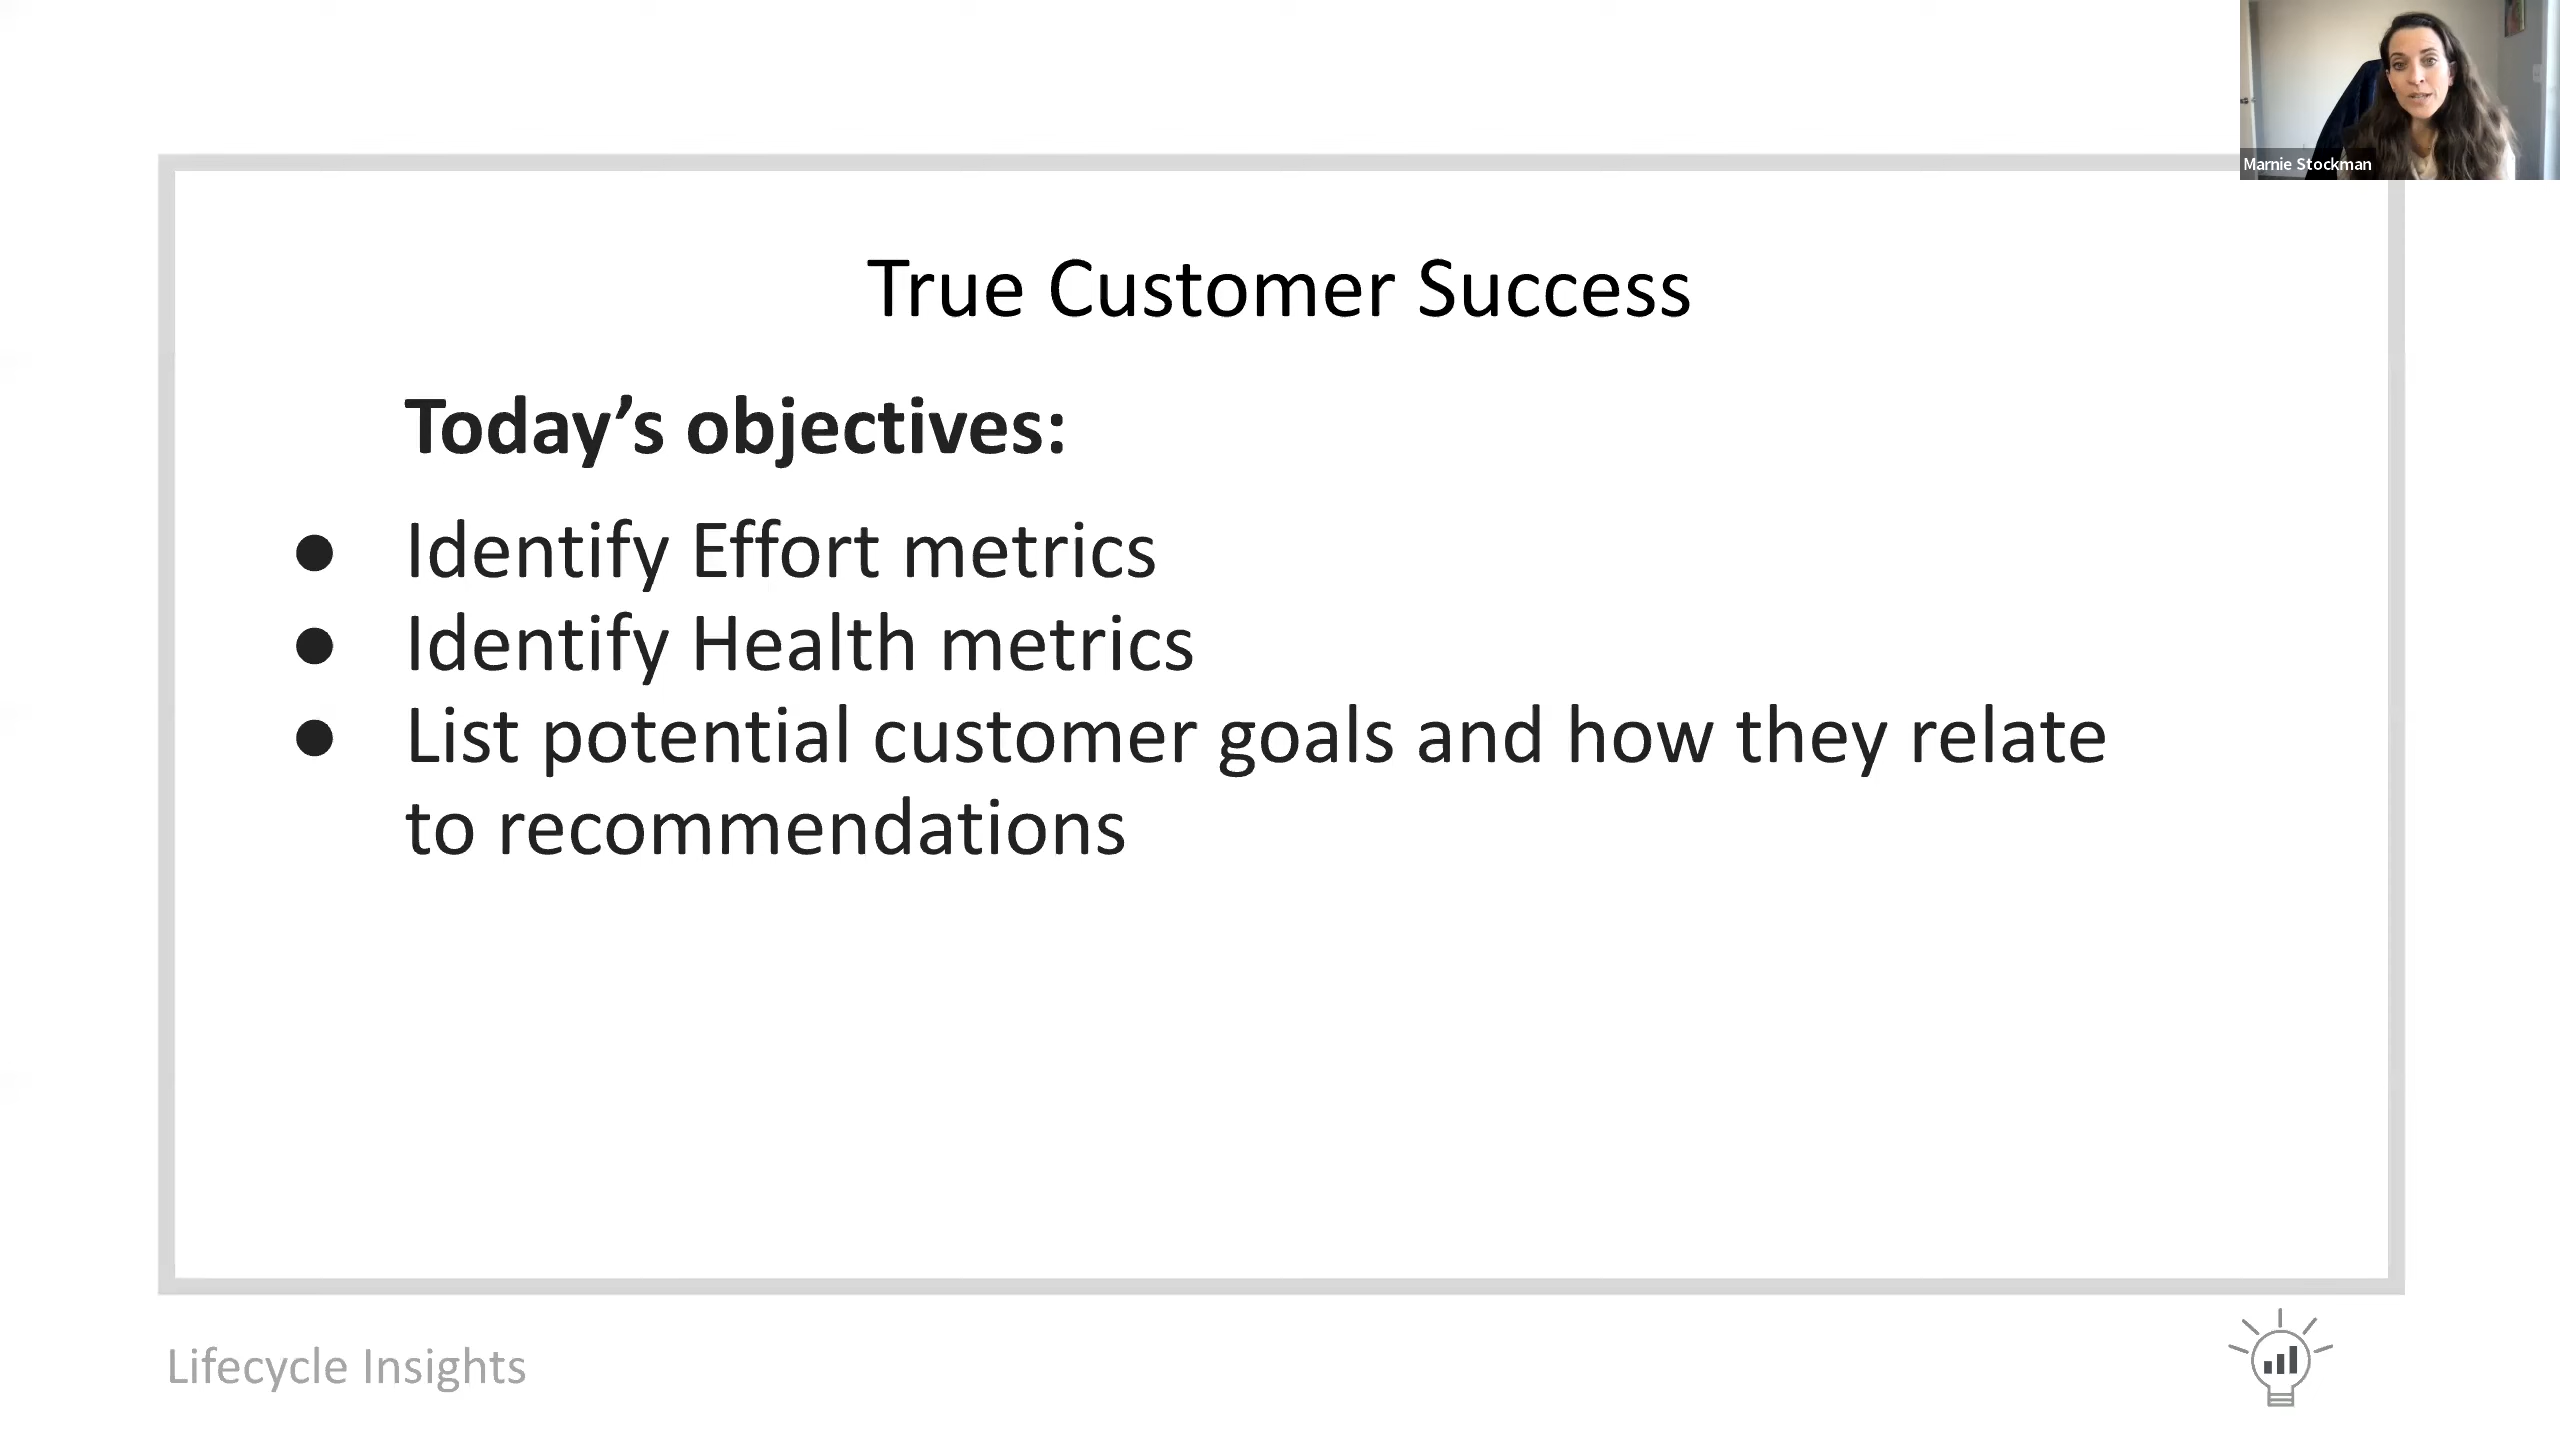 Marnie Stockman
True Customer Success
Today’s objectives:
● Identify Effort metrics
● Identify Health metrics
● List potential customer goals and how they relate
to recommendations
Lifecycle Insights